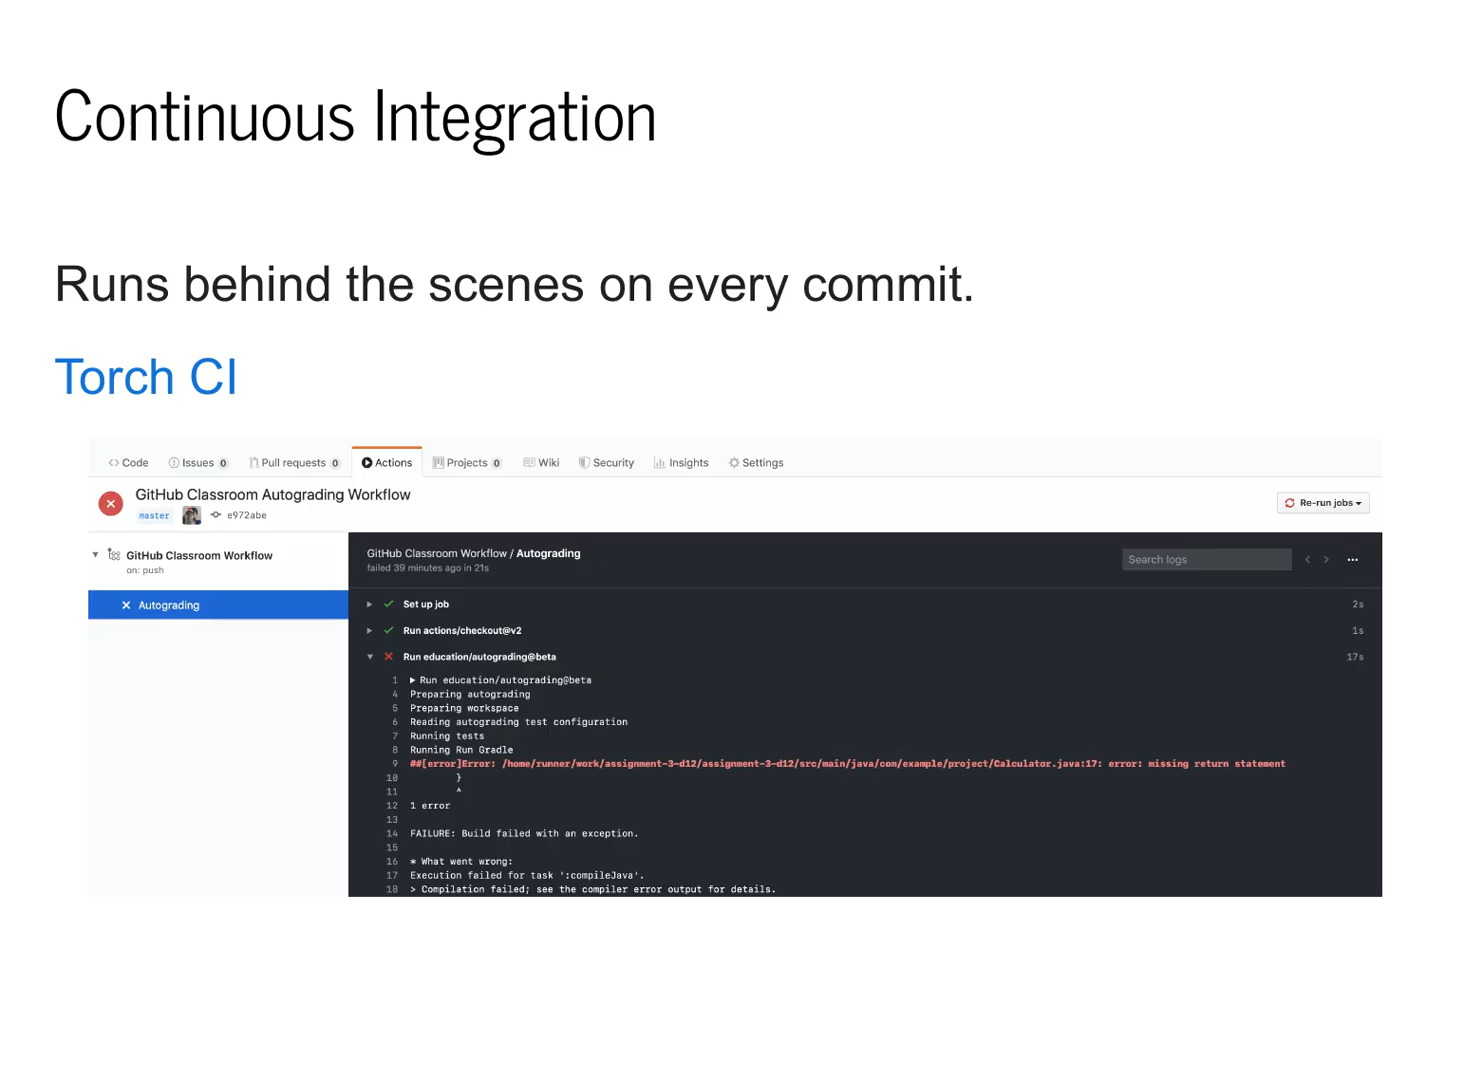 Continuous Integration
Runs behind the scenes on every commit.
Torch CI
Code Issues 0 Pull requests 0 Actions Projects 0 Wiki Security Insights Settings
GitHub Classroom Autograding Workflow
master e972abe
Re-run jobs
GitHub Classroom Workflow
on: push
Autograding
GitHub Classroom Workflow / Autograding
failed 39 minutes ago in 21s
Search logs
Set up job 2s
Run actions/checkout@v2 1s
Run education/autograding@beta 17s
1 Run education/autograding@beta
4 Preparing autograding
5 Preparing workspace
6 Reading autograding test configuration
7 Running tests
8 Running Run Gradle
9 ##[error]Error: /home/runner/work/assignment-3-d12/assignment-3-d12/src/main/java/com/example/project/Calculator.java:17: error: missing return statement
10 }
11 ^
12 1 error
13
14 FAILURE: Build failed with an exception.
15
16 * What went wrong:
17 Execution failed for task ':compileJava'.
18 > Compilation failed; see the compiler error output for details.